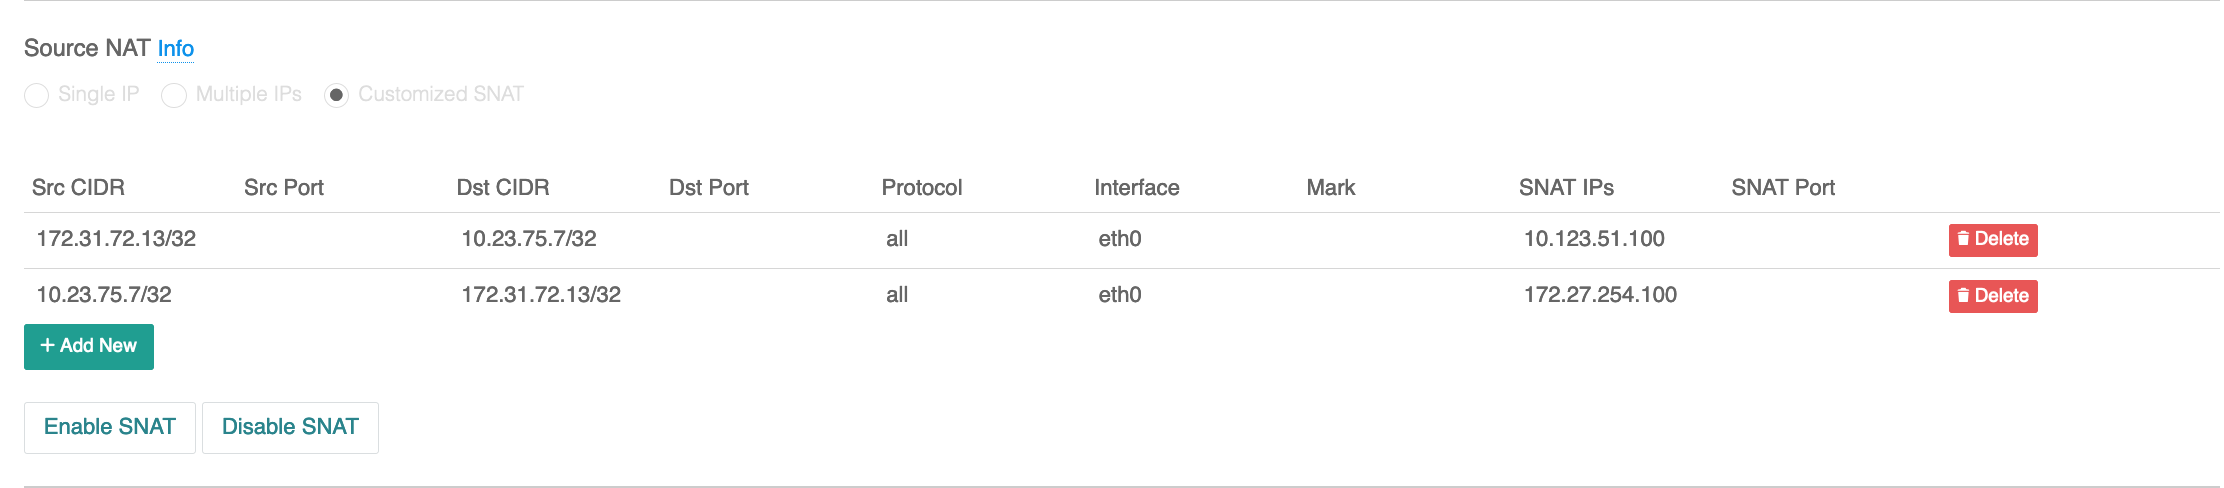 Source NAT Info
Single IP Multiple IPs Customized SNAT
Src CIDR Src Port Dst CIDR Dst Port Protocol Interface Mark SNAT IPs SNAT Port
172.31.72.13/32 10.23.75.7/32 all eth0 10.123.51.100 Delete
10.23.75.7/32 172.31.72.13/32 all eth0 172.27.254.100 Delete
+ Add New
Enable SNAT Disable SNAT